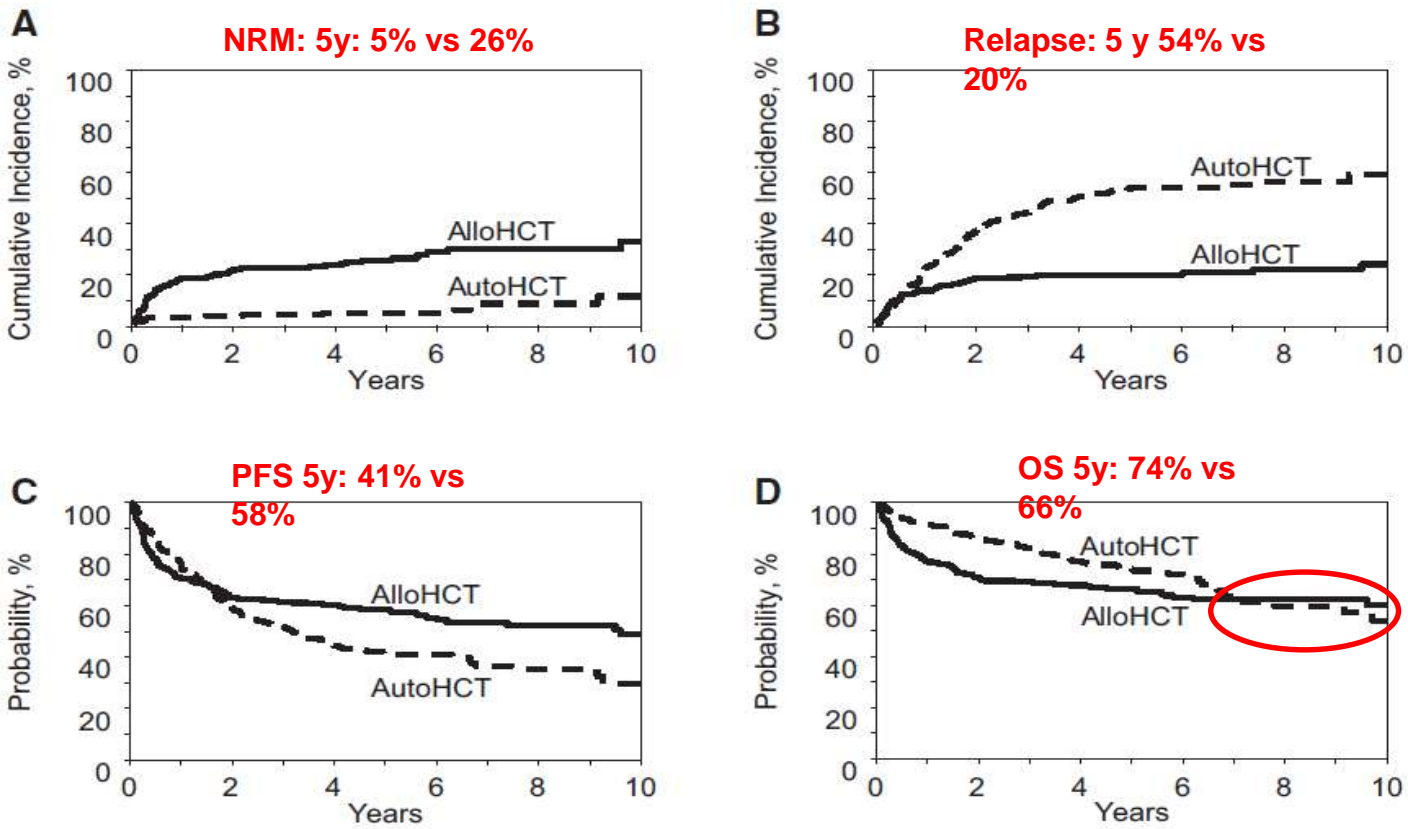 A
NRM: 5y: 5% vs 26%
Cumulative Incidence, %
100
80
60
40
20
0
AlloHCT
AutoHCT
0 2 4 6 8 10
Years
B
Relapse: 5 y 54% vs
20%
Cumulative Incidence, %
100
80
60
40
20
0
AutoHCT
AlloHCT
0 2 4 6 8 10
Years
C
PFS 5y: 41% vs
58%
Probability, %
100
80
60
40
20
0
AlloHCT
AutoHCT
0 2 4 6 8 10
Years
D
OS 5y: 74% vs
66%
Probability, %
100
80
60
40
20
0
AutoHCT
AlloHCT
0 2 4 6 8 10
Years